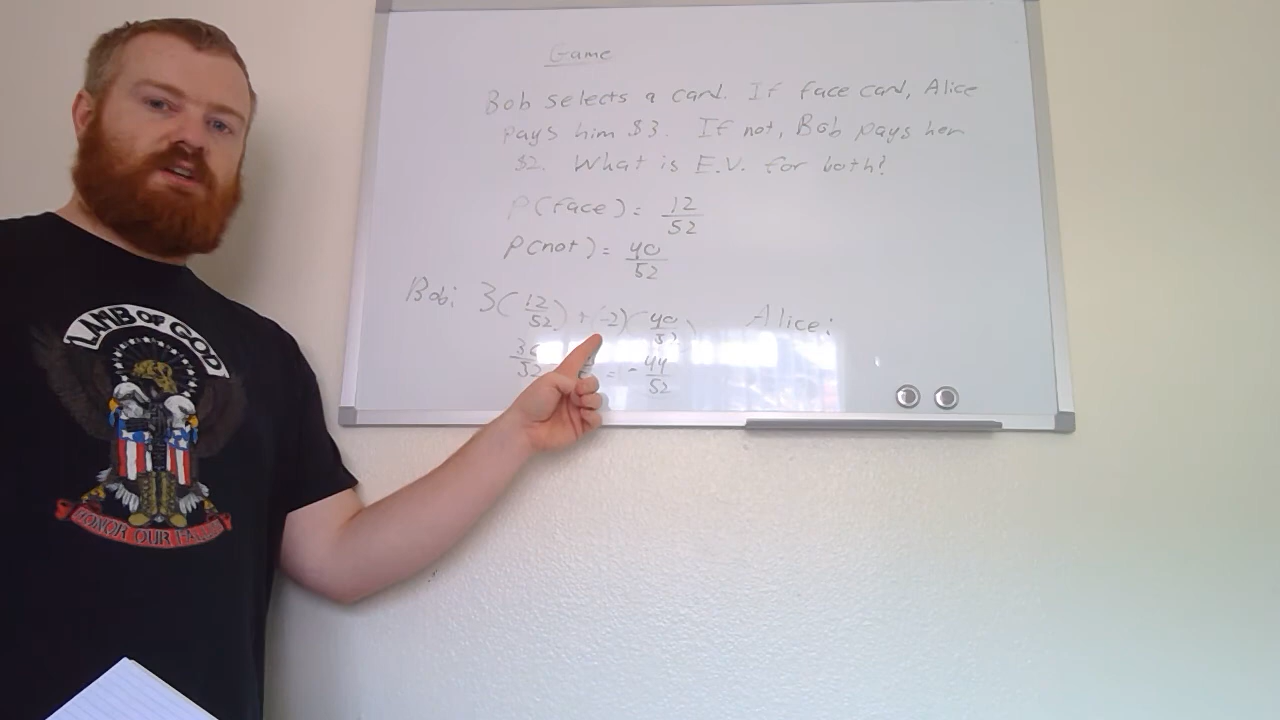 Game
Bob selects a card. If face card, Alice
pays him $3. If not, Bob pays her
$2. What is E.V. for both?
P(face) = 12/52
P(not) = 40/52
Bob: 3(12/52) + (-2)(40/52)
36/52 = -44/52
Alice:
LAMB OF GOD
HONOR OUR